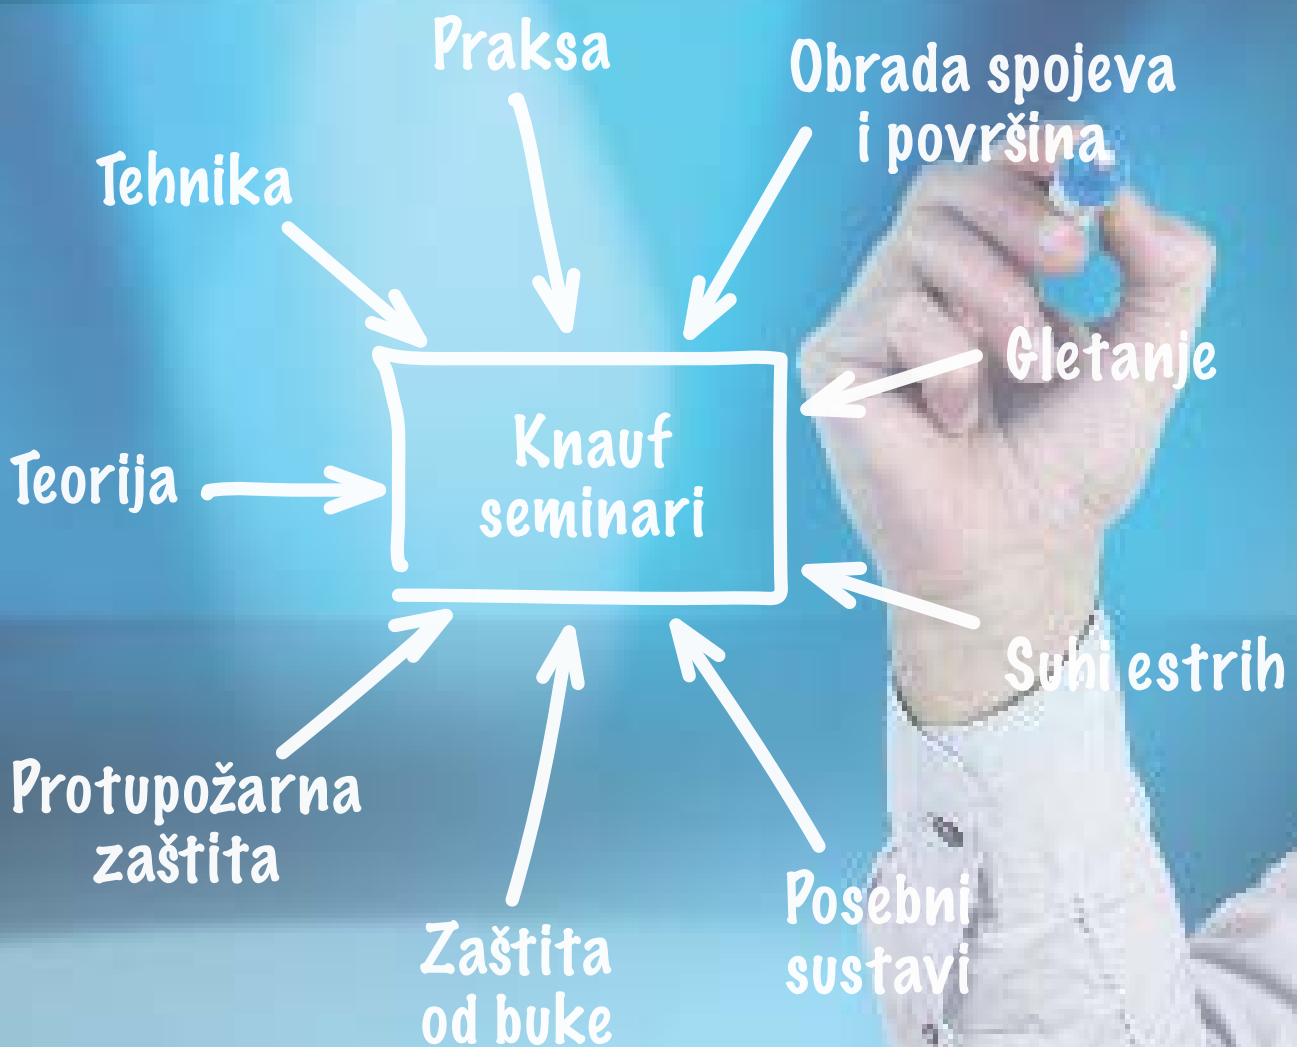 Praksa
Obrada spojeva
i površina
Tehnika
Gletanje
Knauf
seminari
Teorija
Suhi estrih
Protupožarna
zaštita
Posebni
sustavi
Zaštita
od buke